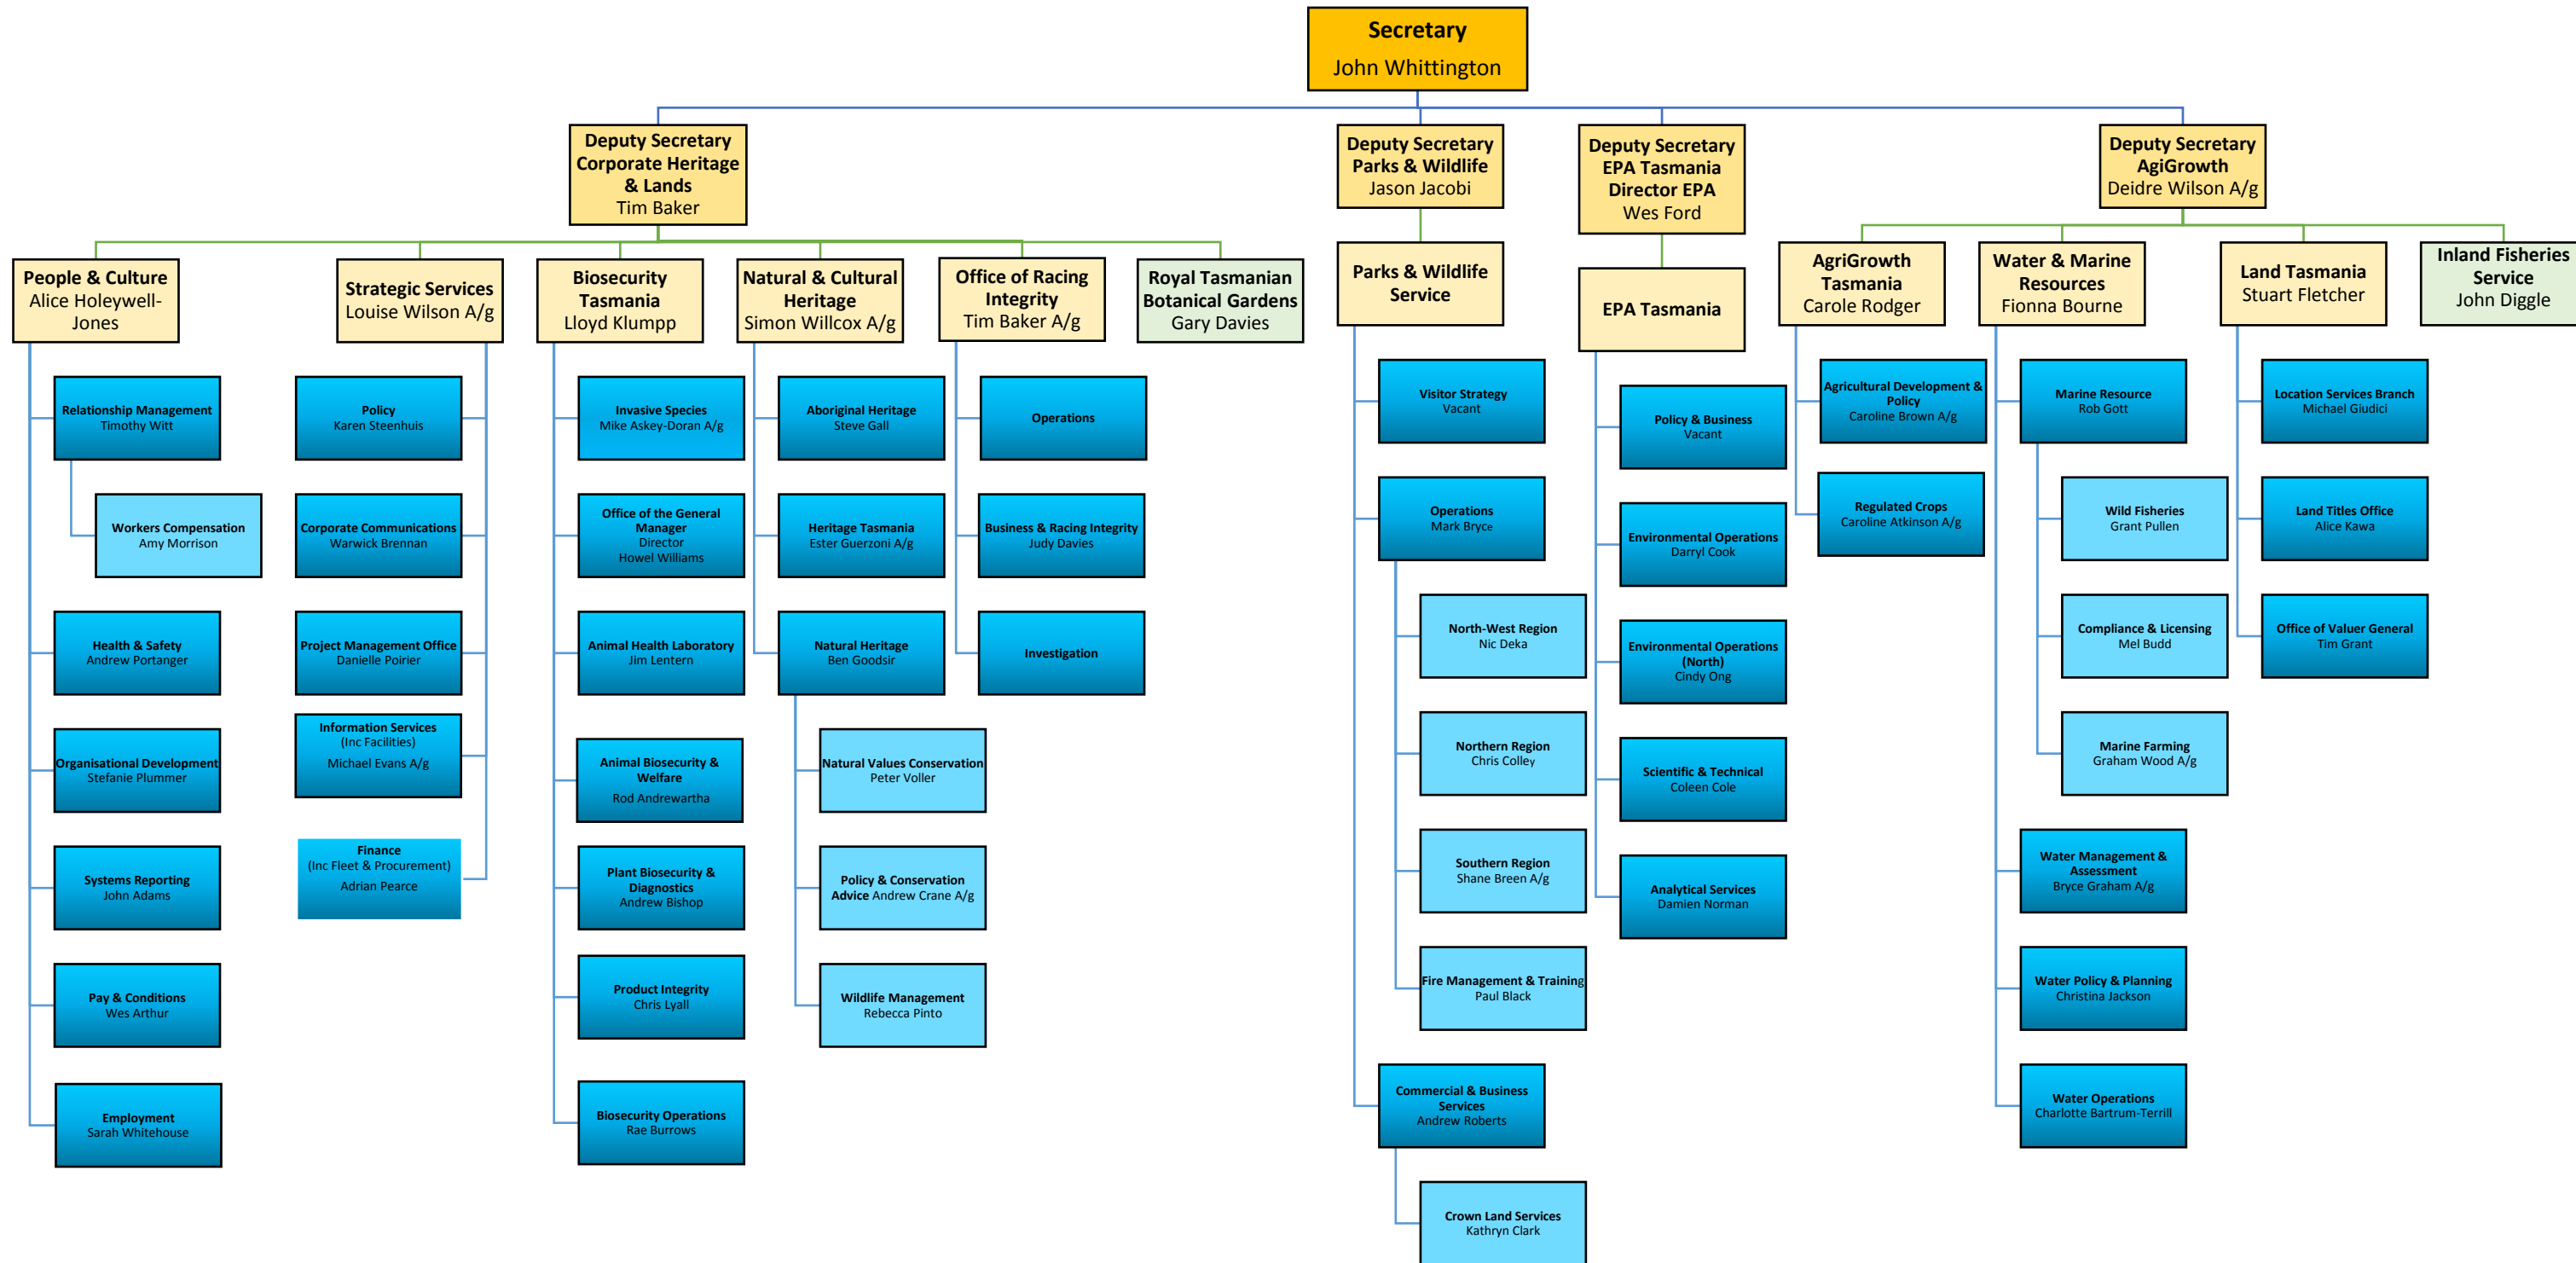 Secretary
John Whittington
Deputy Secretary
Corporate Heritage
& Lands
Tim Baker
Deputy Secretary
Parks & Wildlife
Jason Jacobi
Deputy Secretary
EPA Tasmania
Director EPA
Wes Ford
Deputy Secretary
AgiGrowth
Deidre Wilson A/g
People & Culture
Alice Holeywell-
Jones
Strategic Services
Louise Wilson A/g
Biosecurity
Tasmania
Lloyd Klumpp
Natural & Cultural
Heritage
Simon Willcox A/g
Office of Racing
Integrity
Tim Baker A/g
Royal Tasmanian
Botanical Gardens
Gary Davies
Parks & Wildlife
Service
EPA Tasmania
AgriGrowth
Tasmania
Carole Rodger
Water & Marine
Resources
Fionna Bourne
Land Tasmania
Stuart Fletcher
Inland Fisheries
Service
John Diggle
Relationship Management
Timothy Witt
Workers Compensation
Amy Morrison
Health & Safety
Andrew Portanger
Organisational Development
Stefanie Plummer
Systems Reporting
John Adams
Pay & Conditions
Wes Arthur
Employment
Sarah Whitehouse
Policy
Karen Steenhuis
Corporate Communications
Warwick Brennan
Project Management Office
Danielle Poirier
Information Services
(Inc Facilities)
Michael Evans A/g
Finance
(Inc Fleet & Procurement)
Adrian Pearce
Invasive Species
Mike Askey-Doran A/g
Office of the General
Manager
Director
Howel Williams
Animal Health Laboratory
Jim Lentern
Animal Biosecurity &
Welfare
Rod Andrewartha
Plant Biosecurity &
Diagnostics
Andrew Bishop
Product Integrity
Chris Lyall
Biosecurity Operations
Rae Burrows
Aboriginal Heritage
Steve Gall
Heritage Tasmania
Ester Guerzoni A/g
Natural Heritage
Ben Goodsir
Natural Values Conservation
Peter Voller
Policy & Conservation
Advice Andrew Crane A/g
Wildlife Management
Rebecca Pinto
Operations
Business & Racing Integrity
Judy Davies
Investigation
Visitor Strategy
Vacant
Operations
Mark Bryce
North-West Region
Nic Deka
Northern Region
Chris Colley
Southern Region
Shane Breen A/g
Fire Management & Training
Paul Black
Commercial & Business
Services
Andrew Roberts
Crown Land Services
Kathryn Clark
Policy & Business
Vacant
Environmental Operations
Darryl Cook
Environmental Operations
(North)
Cindy Ong
Scientific & Technical
Coleen Cole
Analytical Services
Damien Norman
Agricultural Development &
Policy
Caroline Brown A/g
Regulated Crops
Caroline Atkinson A/g
Marine Resource
Rob Gott
Wild Fisheries
Grant Pullen
Compliance & Licensing
Mel Budd
Marine Farming
Graham Wood A/g
Water Management &
Assessment
Bryce Graham A/g
Water Policy & Planning
Christina Jackson
Water Operations
Charlotte Bartrum-Terrill
Location Services Branch
Michael Giudici
Land Titles Office
Alice Kawa
Office of Valuer General
Tim Grant